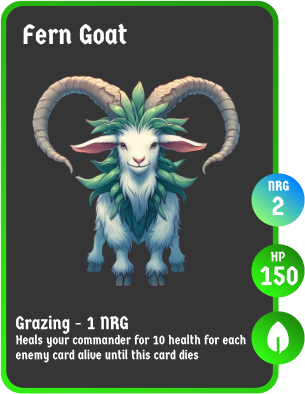 Fern Goat
NRG
2
HP
150
Grazing - 1 NRG
Heals your commander for 10 health for each
enemy card alive until this card dies